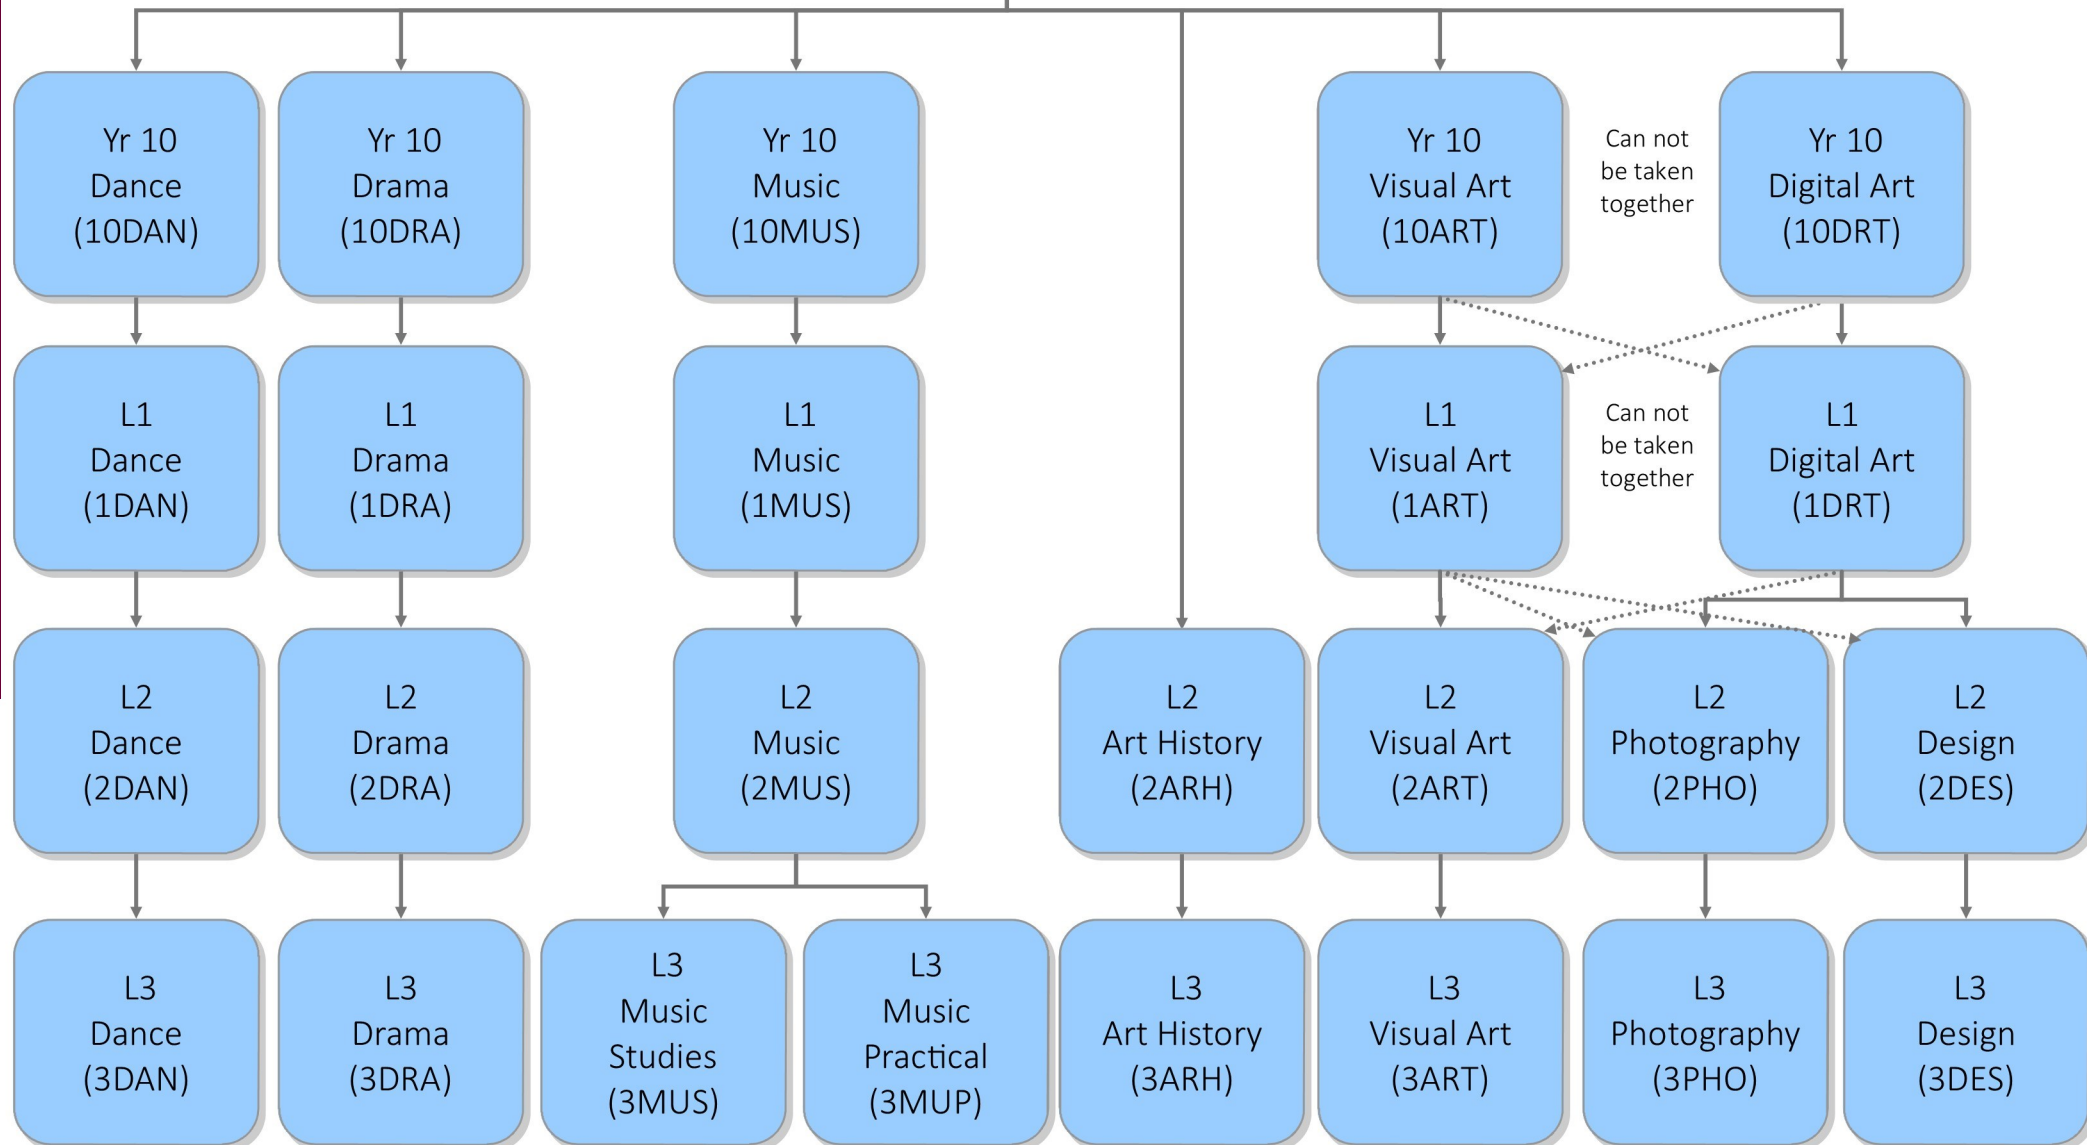 Yr 10
Dance
(10DAN)
Yr 10
Drama
(10DRA)
Yr 10
Music
(10MUS)
Yr 10
Visual Art
(10ART)
Can not
be taken
together
Yr 10
Digital Art
(10DRT)
L1
Dance
(1DAN)
L1
Drama
(1DRA)
L1
Music
(1MUS)
L1
Visual Art
(1ART)
Can not
be taken
together
L1
Digital Art
(1DRT)
L2
Dance
(2DAN)
L2
Drama
(2DRA)
L2
Music
(2MUS)
L2
Art History
(2ARH)
L2
Visual Art
(2ART)
L2
Photography
(2PHO)
L2
Design
(2DES)
L3
Dance
(3DAN)
L3
Drama
(3DRA)
L3
Music
Studies
(3MUS)
L3
Music
Practical
(3MUP)
L3
Art History
(3ARH)
L3
Visual Art
(3ART)
L3
Photography
(3PHO)
L3
Design
(3DES)